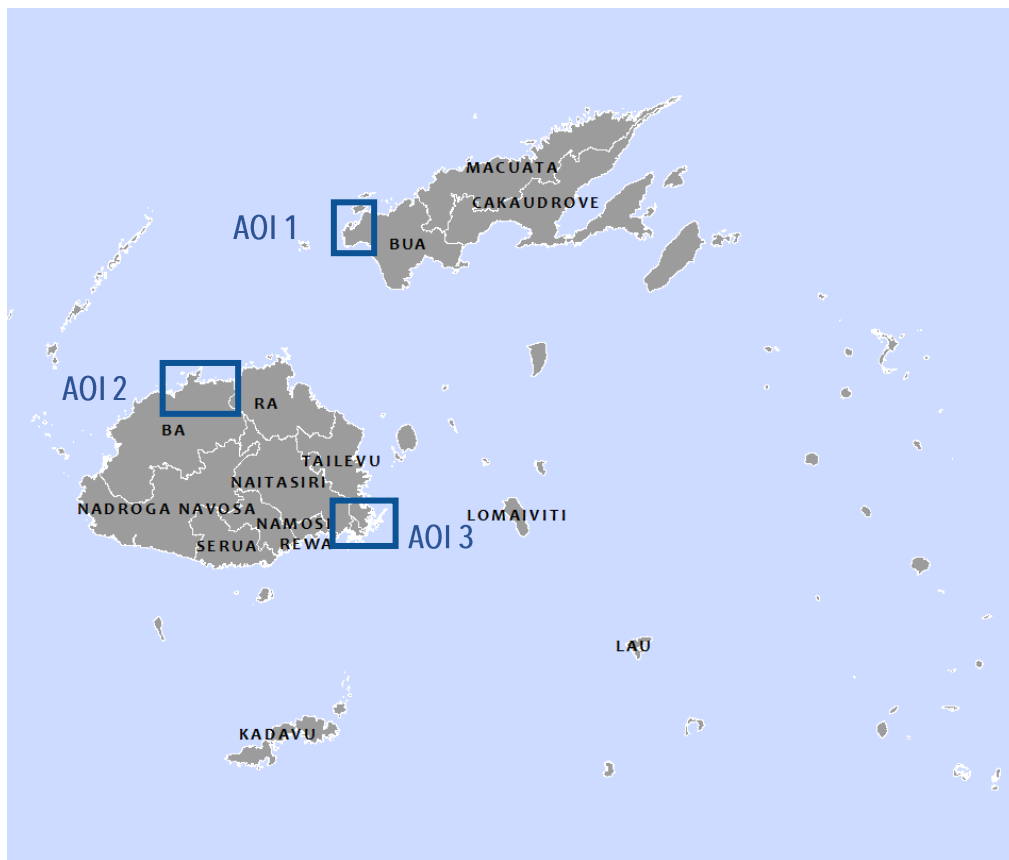 MACUATA
CAKAUDROVE
AOI 1
BUA
AOI 2
RA
BA
TAILEVU
NAITASIRI
NADROGA NAVOSA
LOMAIVITI
NAMOSI
AOI 3
REWA
SERUA
LAU
KADAVU